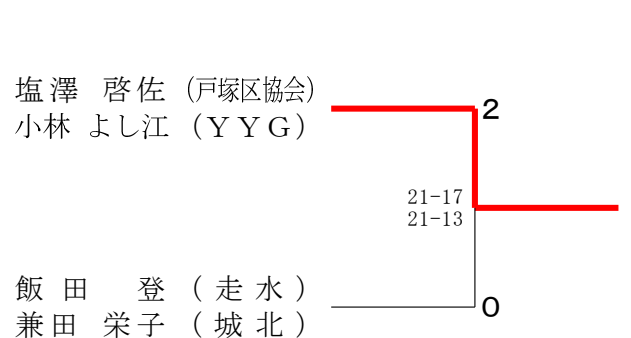 塩澤 啓佐 (戸塚区協会)
2
小林 よし江 (ＹＹＧ)
21-17
21-13
飯田 登 (走水)
0
兼田 栄子 (城北)